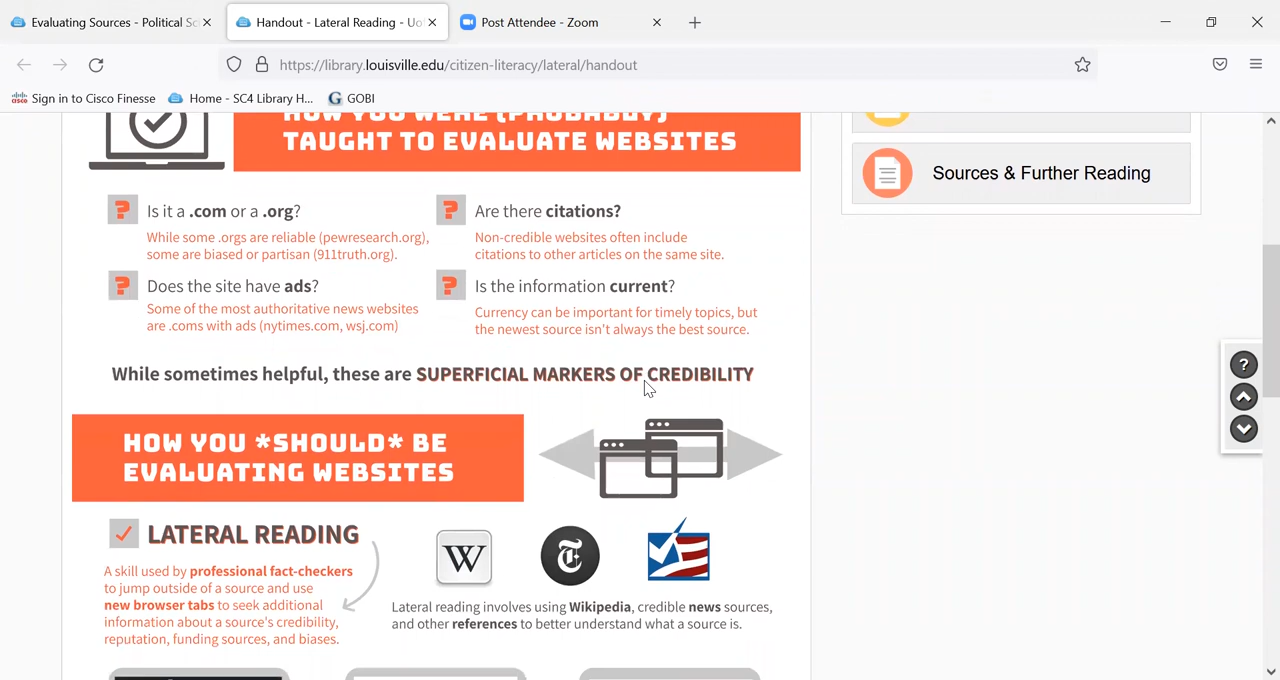 Evaluating Sources - Political Sc
Handout - Lateral Reading - Uo
Post Attendee - Zoom
https://library.louisville.edu/citizen-literacy/lateral/handout
Sign in to Cisco Finesse
Home - SC4 Library H...
G GOBI
HOW YOU WERE (PROBABLY)
TAUGHT TO EVALUATE WEBSITES
Sources & Further Reading
? Is it a .com or a .org?
While some .orgs are reliable (pewresearch.org),
some are biased or partisan (911truth.org).
? Are there citations?
Non-credible websites often include
citations to other articles on the same site.
? Does the site have ads?
Some of the most authoritative news websites
are .coms with ads (nytimes.com, wsj.com)
? Is the information current?
Currency can be important for timely topics, but
the newest source isn't always the best source.
While sometimes helpful, these are SUPERFICIAL MARKERS OF CREDIBILITY
?
HOW YOU *SHOULD* BE
EVALUATING WEBSITES
LATERAL READING
A skill used by professional fact-checkers
to jump outside of a source and use
new browser tabs to seek additional
information about a source's credibility,
reputation, funding sources, and biases.
W
T
Lateral reading involves using Wikipedia, credible news sources,
and other references to better understand what a source is.